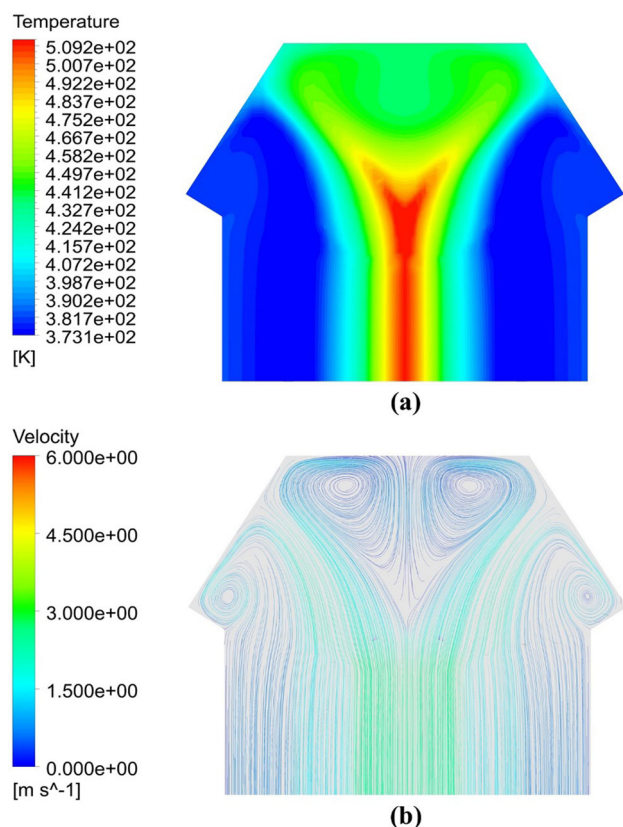 Temperature
5.092e+02
5.007e+02
4.922e+02
4.837e+02
4.752e+02
4.667e+02
4.582e+02
4.497e+02
4.412e+02
4.327e+02
4.242e+02
4.157e+02
4.072e+02
3.987e+02
3.902e+02
3.817e+02
3.731e+02
[K]
(a)
Velocity
6.000e+00
4.500e+00
3.000e+00
1.500e+00
0.000e+00
[m s^-1]
(b)